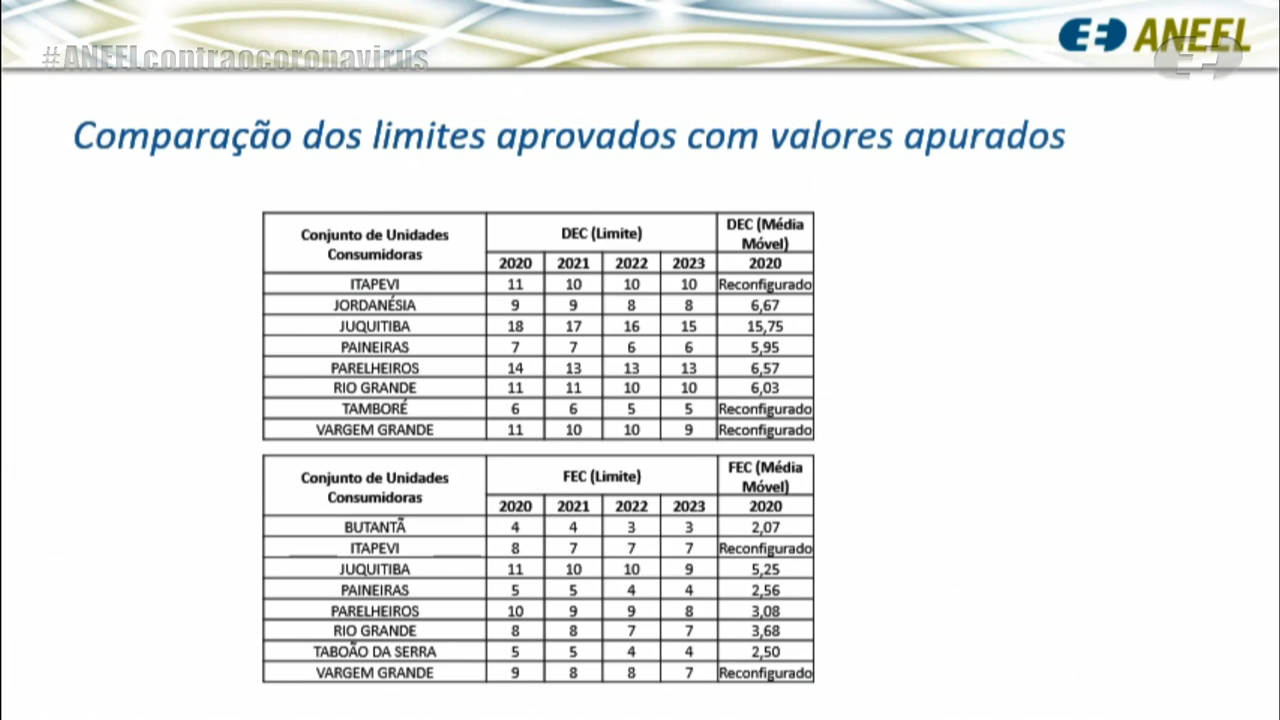 #ANEELcontraocoronavirus
ANEEL
Comparação dos limites aprovados com valores apurados
Conjunto de Unidades Consumidoras DEC (Limite) DEC (Média Móvel)
2020 2021 2022 2023 2020
ITAPEVI 11 10 10 10 Reconfigurado
JORDANÉSIA 9 9 8 8 6,67
JUQUITIBA 18 17 16 15 15,75
PAINEIRAS 7 7 6 6 5,95
PARELHEIROS 14 13 13 13 6,57
RIO GRANDE 11 11 10 10 6,03
TAMBORÉ 6 6 5 5 Reconfigurado
VARGEM GRANDE 11 10 10 9 Reconfigurado
Conjunto de Unidades Consumidoras FEC (Limite) FEC (Média Móvel)
2020 2021 2022 2023 2020
BUTANTÃ 4 4 3 3 2,07
ITAPEVI 8 7 7 7 Reconfigurado
JUQUITIBA 11 10 10 9 5,25
PAINEIRAS 5 5 4 4 2,56
PARELHEIROS 10 9 9 8 3,08
RIO GRANDE 8 8 7 7 3,68
TABOÃO DA SERRA 5 5 4 4 2,50
VARGEM GRANDE 9 8 8 7 Reconfigurado